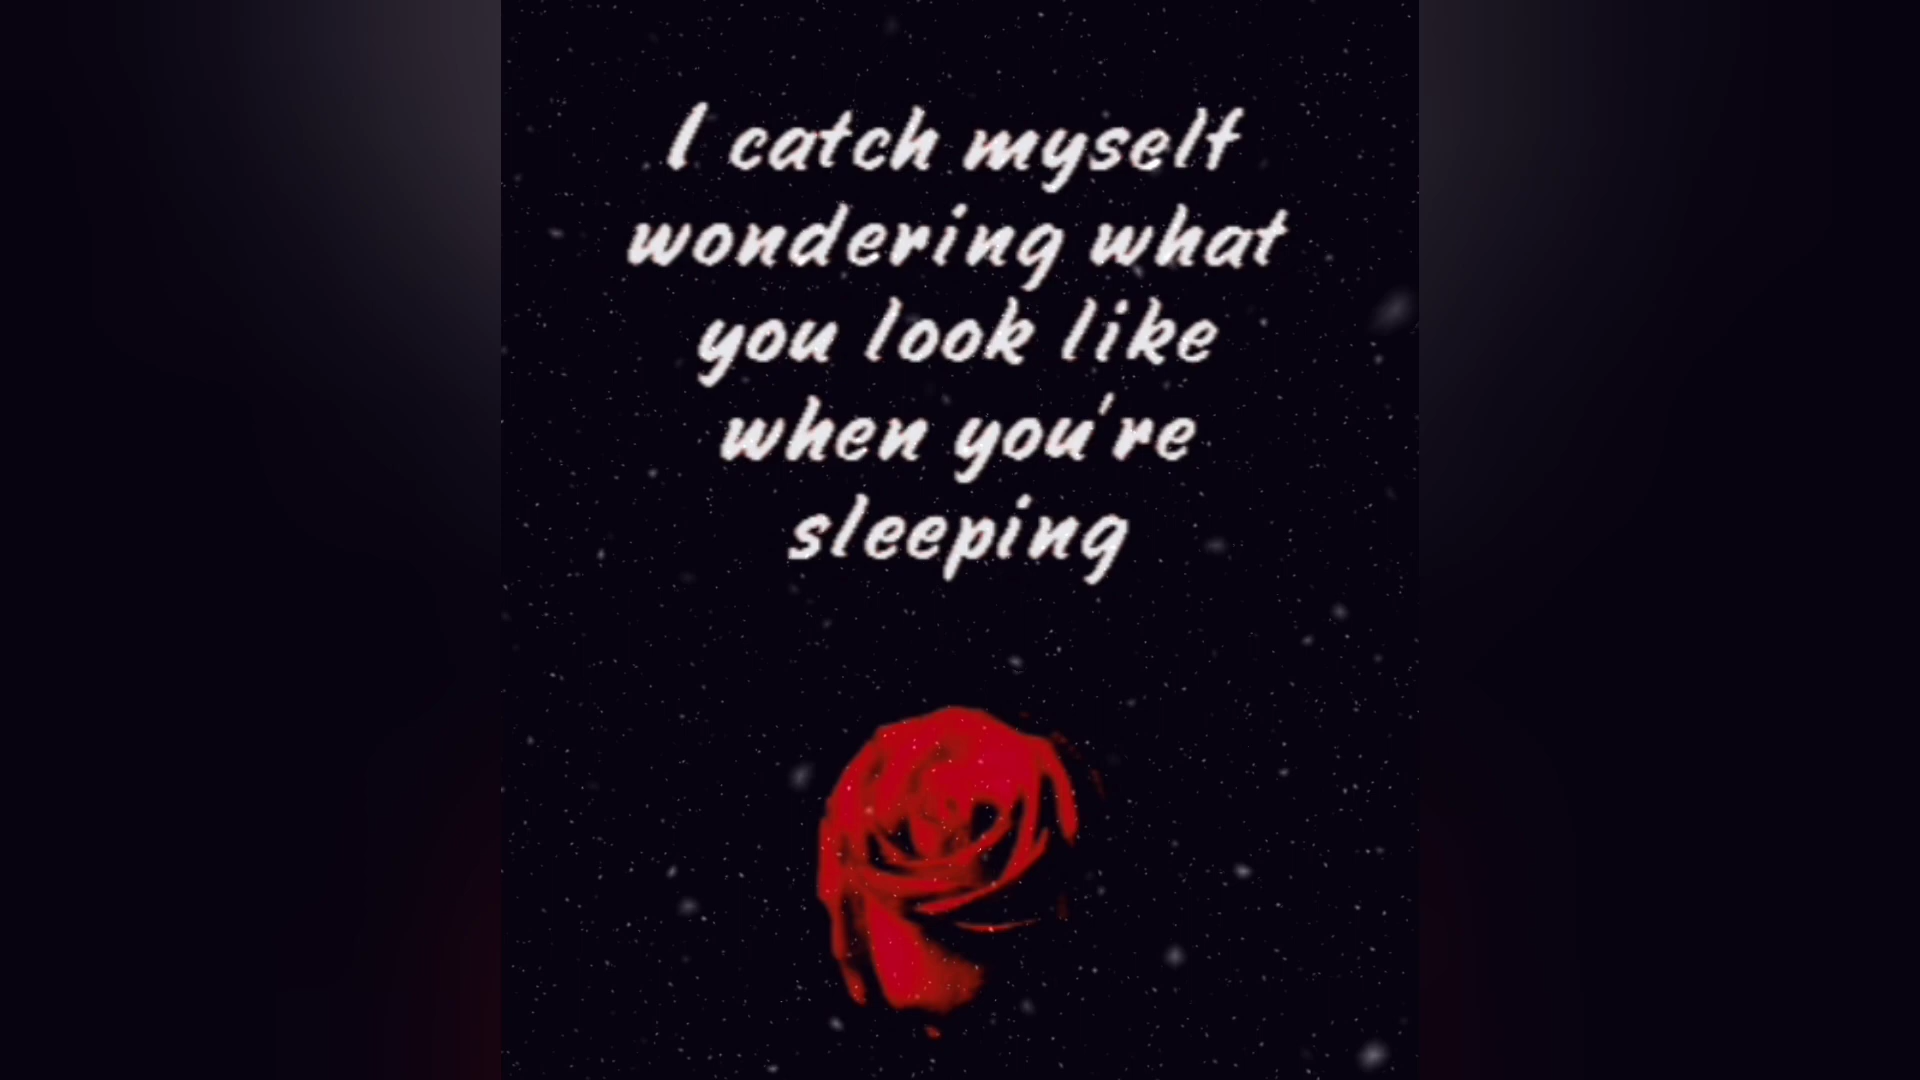 I catch myself
wondering what
you look like
when you're
sleeping